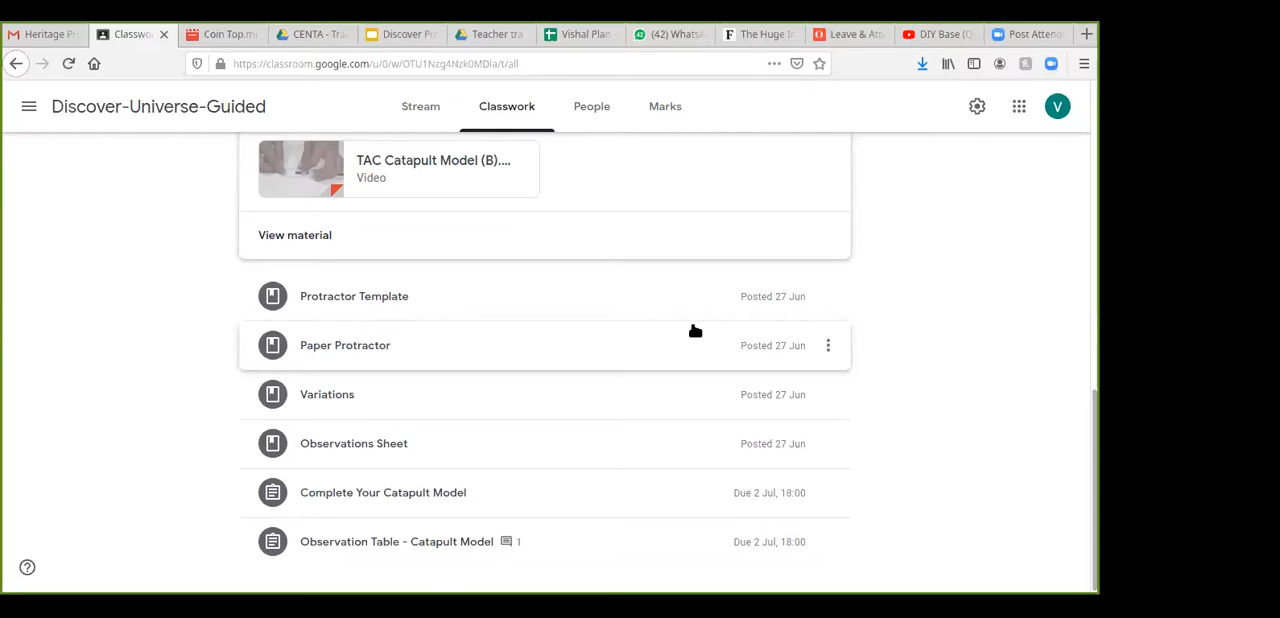 Heritage Pr
Classwo
Coin Top.m
CENTA - Tra
Discover Pr
Teacher tra
Vishal Plan
(42) WhatsA
The Huge In
Leave & Att
DIY Base (Q
Post Atteno
https://classroom.google.com/u/0/w/OTU1Nzg4Nzk0MDla/t/all
Discover-Universe-Guided
Stream
Classwork
People
Marks
V
TAC Catapult Model (B)....
Video
View material
Protractor Template
Posted 27 Jun
Paper Protractor
Posted 27 Jun
Variations
Posted 27 Jun
Observations Sheet
Posted 27 Jun
Complete Your Catapult Model
Due 2 Jul, 18:00
Observation Table - Catapult Model 1
Due 2 Jul, 18:00